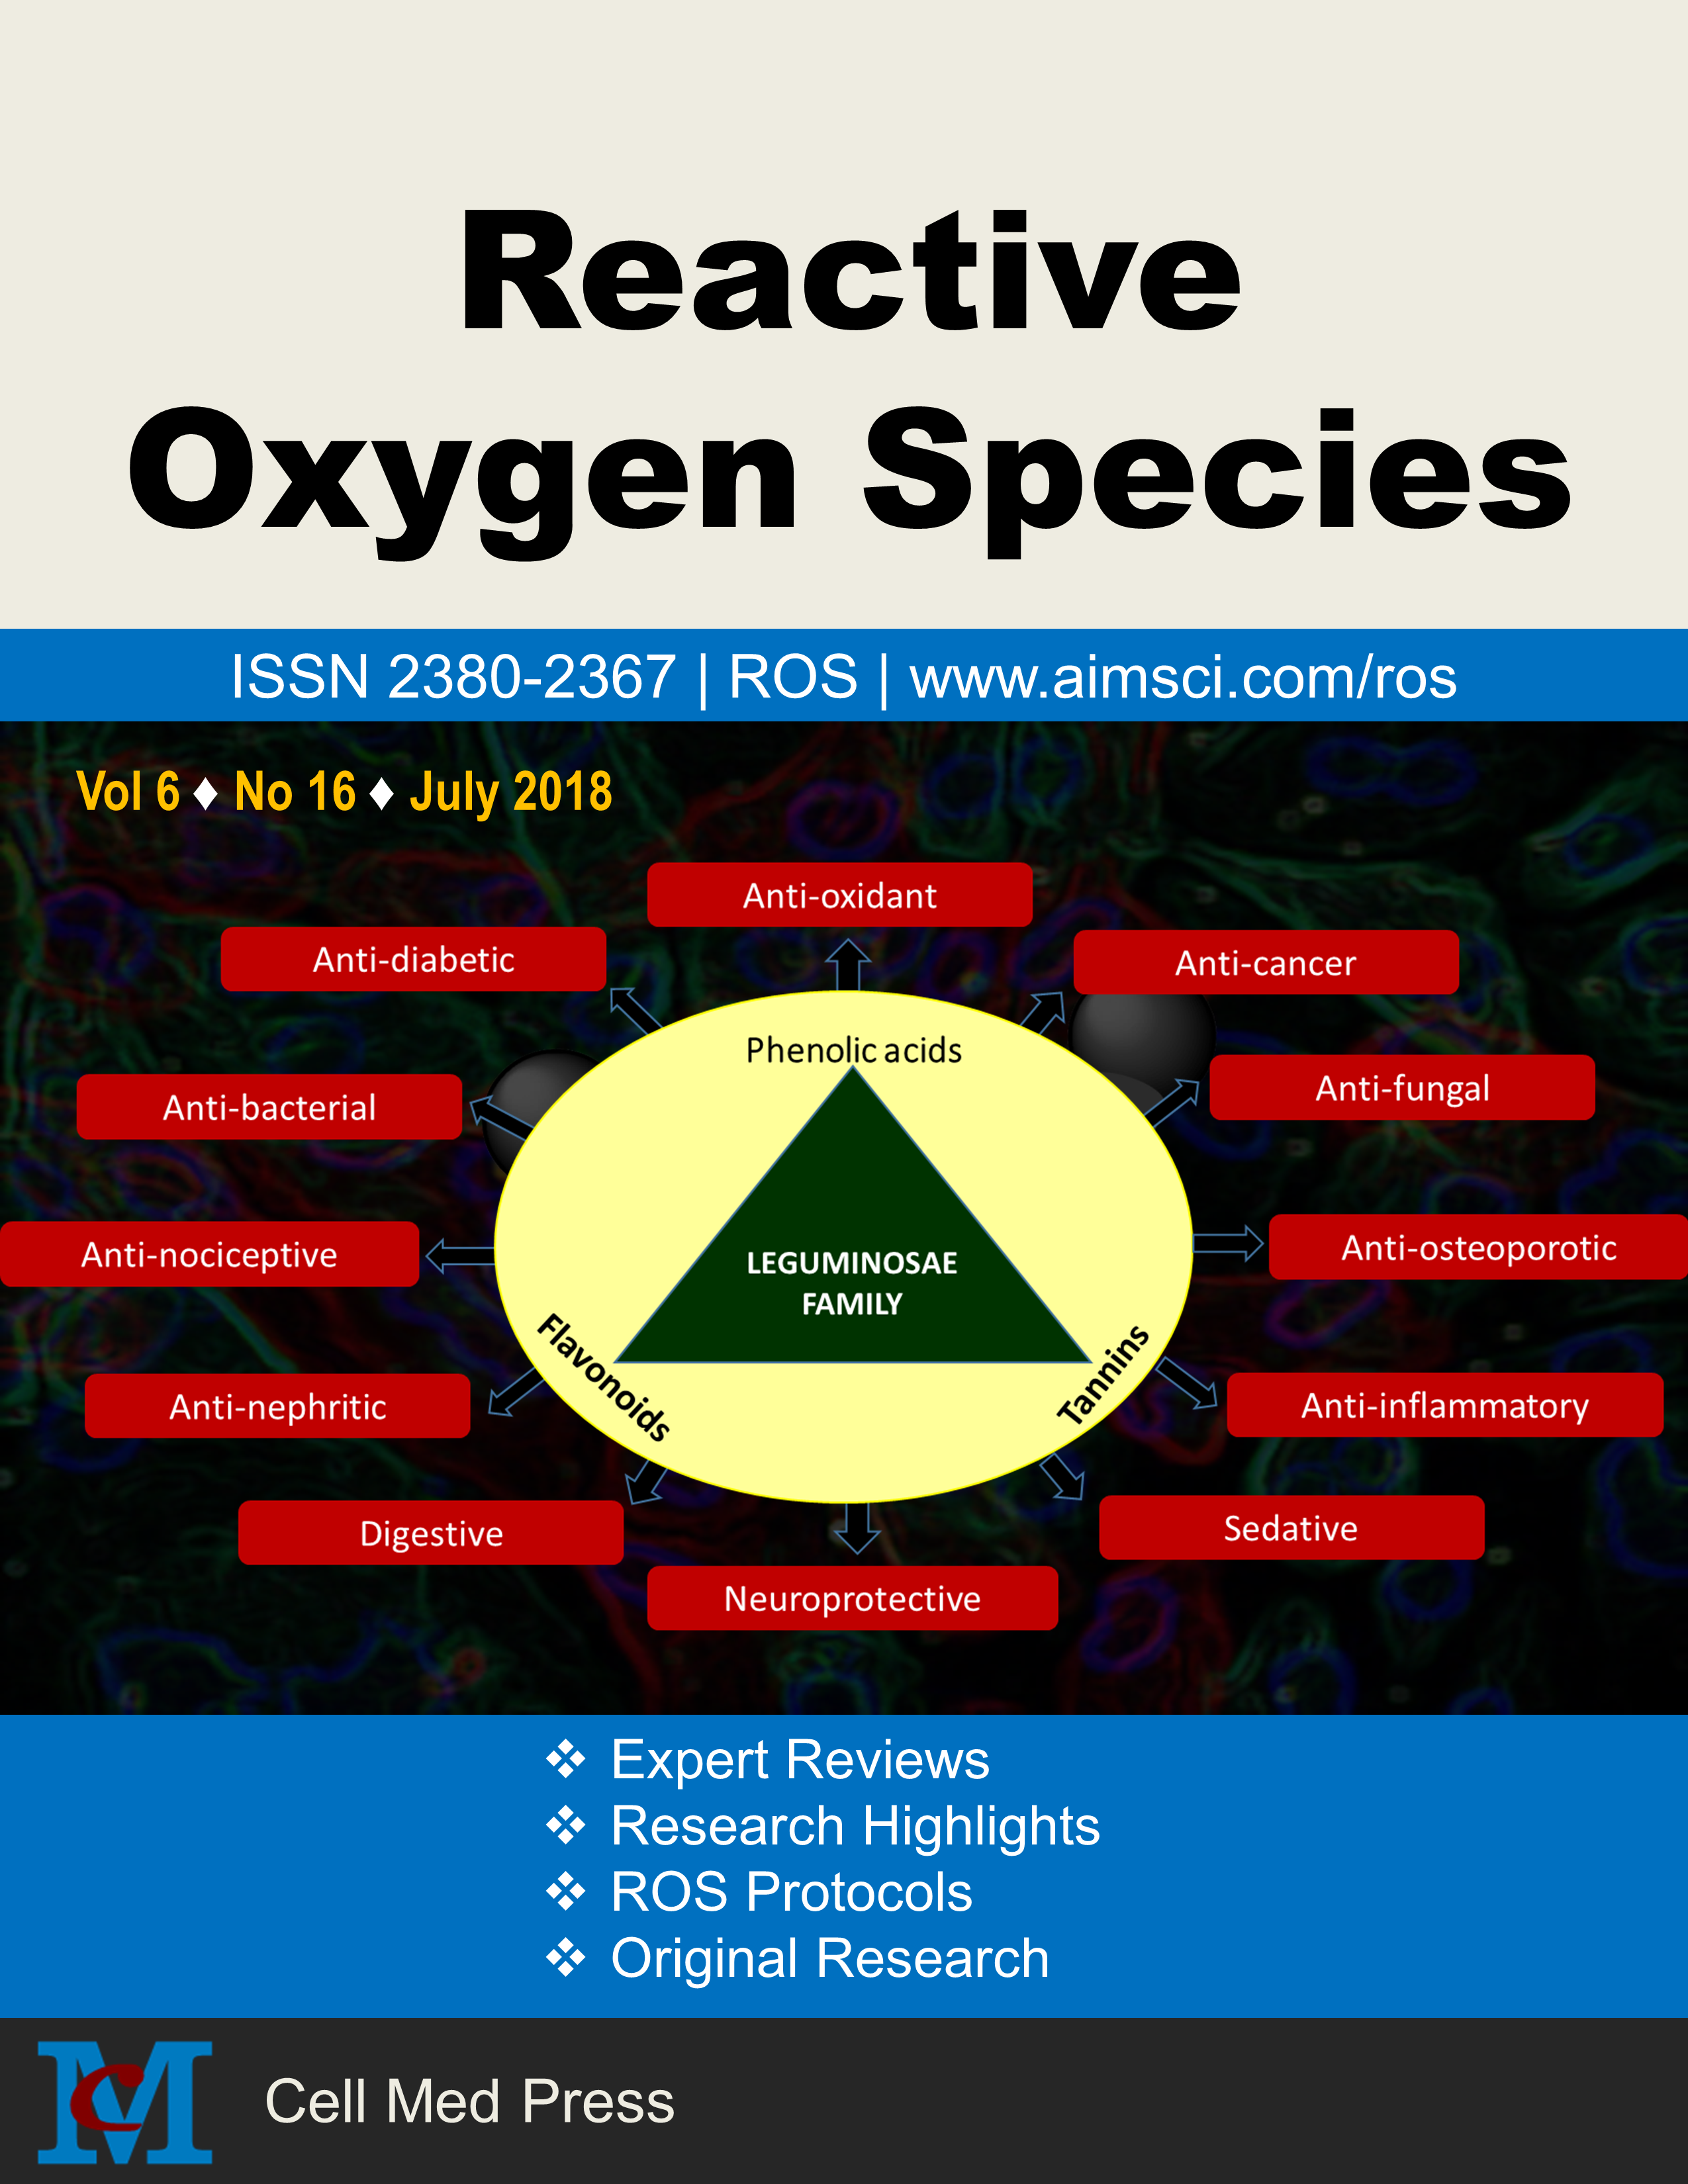 Reactive
Oxygen Species
ISSN 2380-2367 | ROS | www.aimsci.com/ros
Vol 6 ♦ No 16 ♦ July 2018
Anti-oxidant
Anti-diabetic
Anti-cancer
Phenolic acids
Anti-bacterial
Anti-fungal
Anti-nociceptive
Anti-osteoporotic
LEGUMINOSAE
FAMILY
Flavonoids
Tannins
Anti-nephritic
Anti-inflammatory
Digestive
Sedative
Neuroprotective
❖ Expert Reviews
❖ Research Highlights
❖ ROS Protocols
❖ Original Research
MC
Cell Med Press